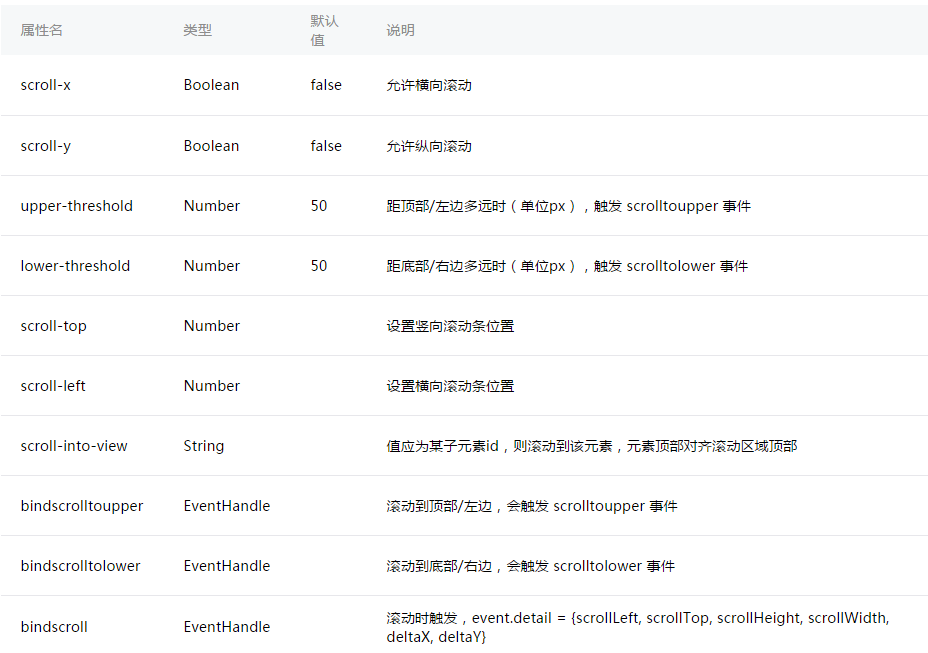 属性名 类型 默认值 说明
scroll-x Boolean false 允许横向滚动
scroll-y Boolean false 允许纵向滚动
upper-threshold Number 50 距顶部/左边多远时（单位px），触发 scrolltoupper 事件
lower-threshold Number 50 距底部/右边多远时（单位px），触发 scrolltolower 事件
scroll-top Number 设置竖向滚动条位置
scroll-left Number 设置横向滚动条位置
scroll-into-view String 值应为某子元素id，则滚动到该元素，元素顶部对齐滚动区域顶部
bindscrolltoupper EventHandle 滚动到顶部/左边，会触发 scrolltoupper 事件
bindscrolltolower EventHandle 滚动到底部/右边，会触发 scrolltolower 事件
bindscroll EventHandle 滚动时触发，event.detail = {scrollLeft, scrollTop, scrollHeight, scrollWidth,
deltaX, deltaY}